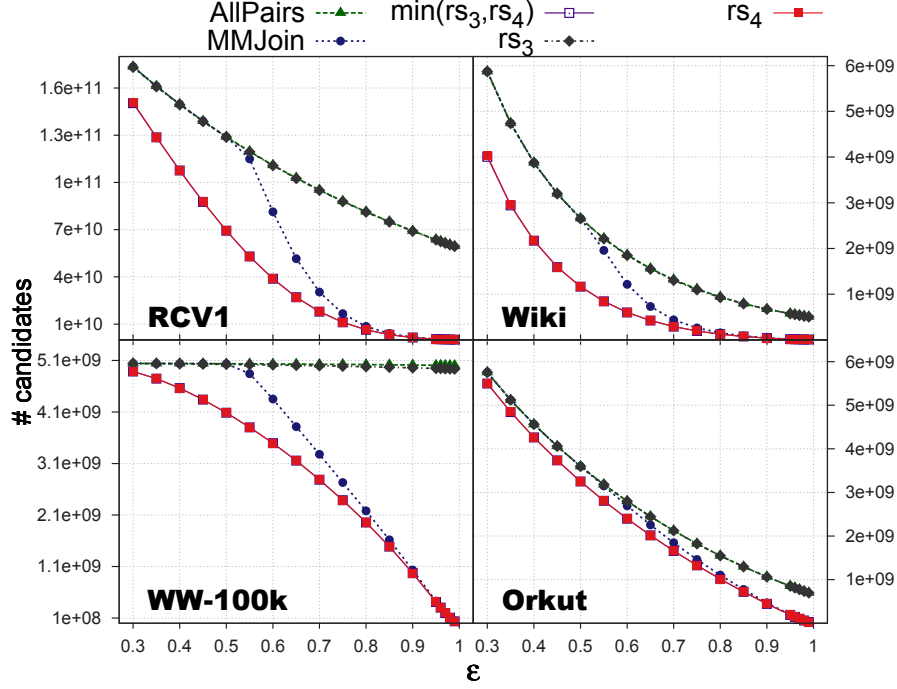 AllPairs min(rs3,rs4) rs4
MMJoin rs3
# candidates
1.6e+11
1.3e+11
1e+11
7e+10
4e+10
1e+10
RCV1
6e+09
5e+09
4e+09
3e+09
2e+09
1e+09
Wiki
5.1e+09
4.1e+09
3.1e+09
2.1e+09
1.1e+09
1e+08
WW-100k
6e+09
5e+09
4e+09
3e+09
2e+09
1e+09
Orkut
0.3 0.4 0.5 0.6 0.7 0.8 0.9 1
0.3 0.4 0.5 0.6 0.7 0.8 0.9 1
ε